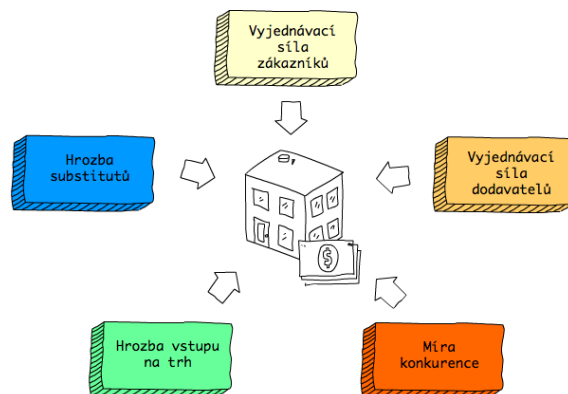 Vyjednávací
síla
zákazníků
Hrozba
substitutů
Vyjednávací
síla
dodavatelů
$
Hrozba vstupu
na trh
Míra
konkurence